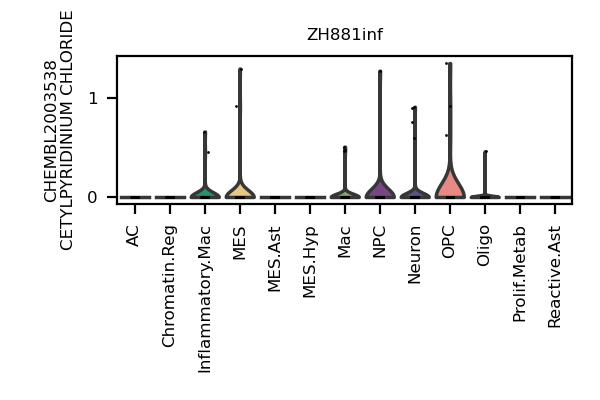 ZH881inf
CHEMBL2003538
CETYLPYRIDINIUM CHLORIDE
1
0
AC
Chromatin.Reg
Inflammatory.Mac
MES
MES.Ast
MES.Hyp
Mac
NPC
Neuron
OPC
Oligo
Prolif.Metab
Reactive.Ast